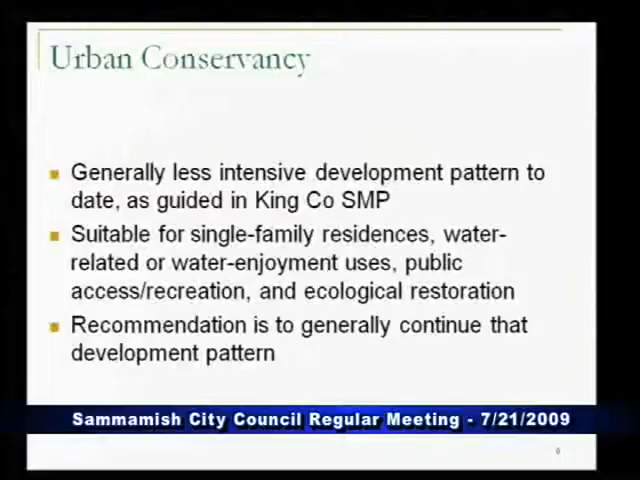 Urban Conservancy
Generally less intensive development pattern to
date, as guided in King Co SMP
Suitable for single-family residences, water-
related or water-enjoyment uses, public
access/recreation, and ecological restoration
Recommendation is to generally continue that
development pattern
Sammamish City Council Regular Meeting - 7/21/2009